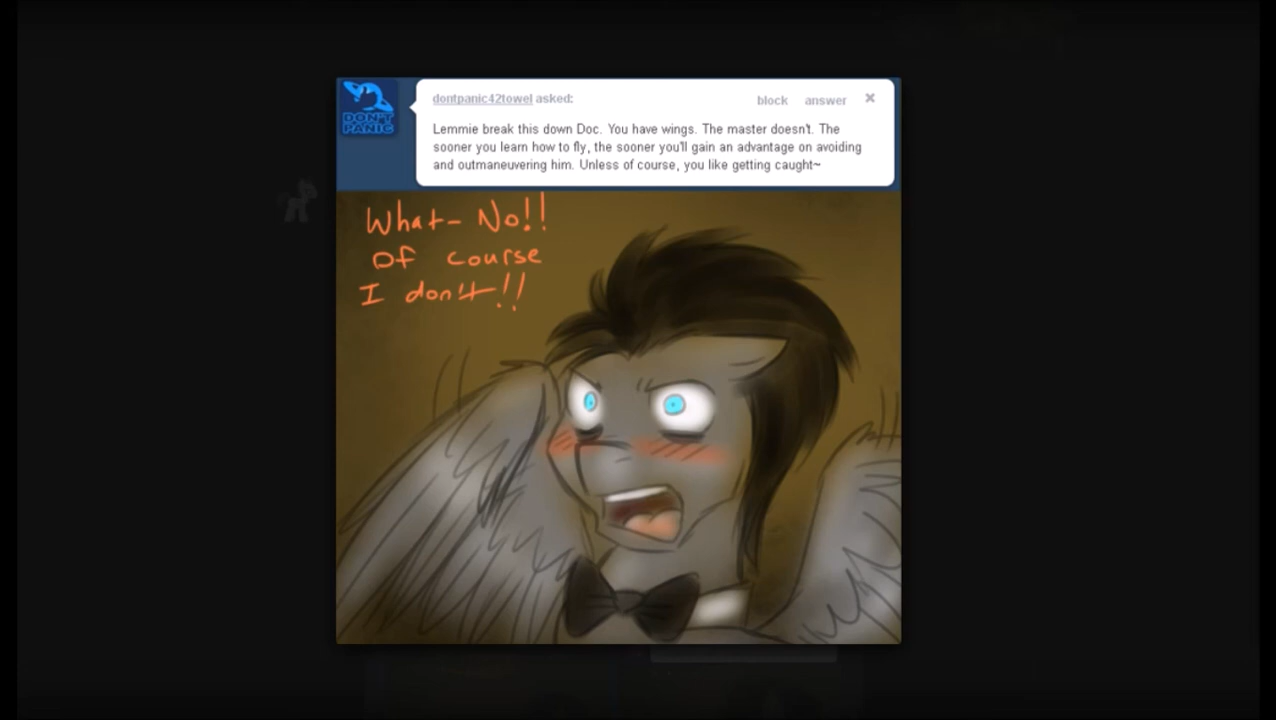 dontpanic42towel asked:
block answer ×
DON'T
PANIC
Lemmie break this down Doc. You have wings. The master doesn't. The
sooner you learn how to fly, the sooner you'll gain an advantage on avoiding
and outmaneuvering him. Unless of course, you like getting caught~
What- No!!
Of course
I don't!!